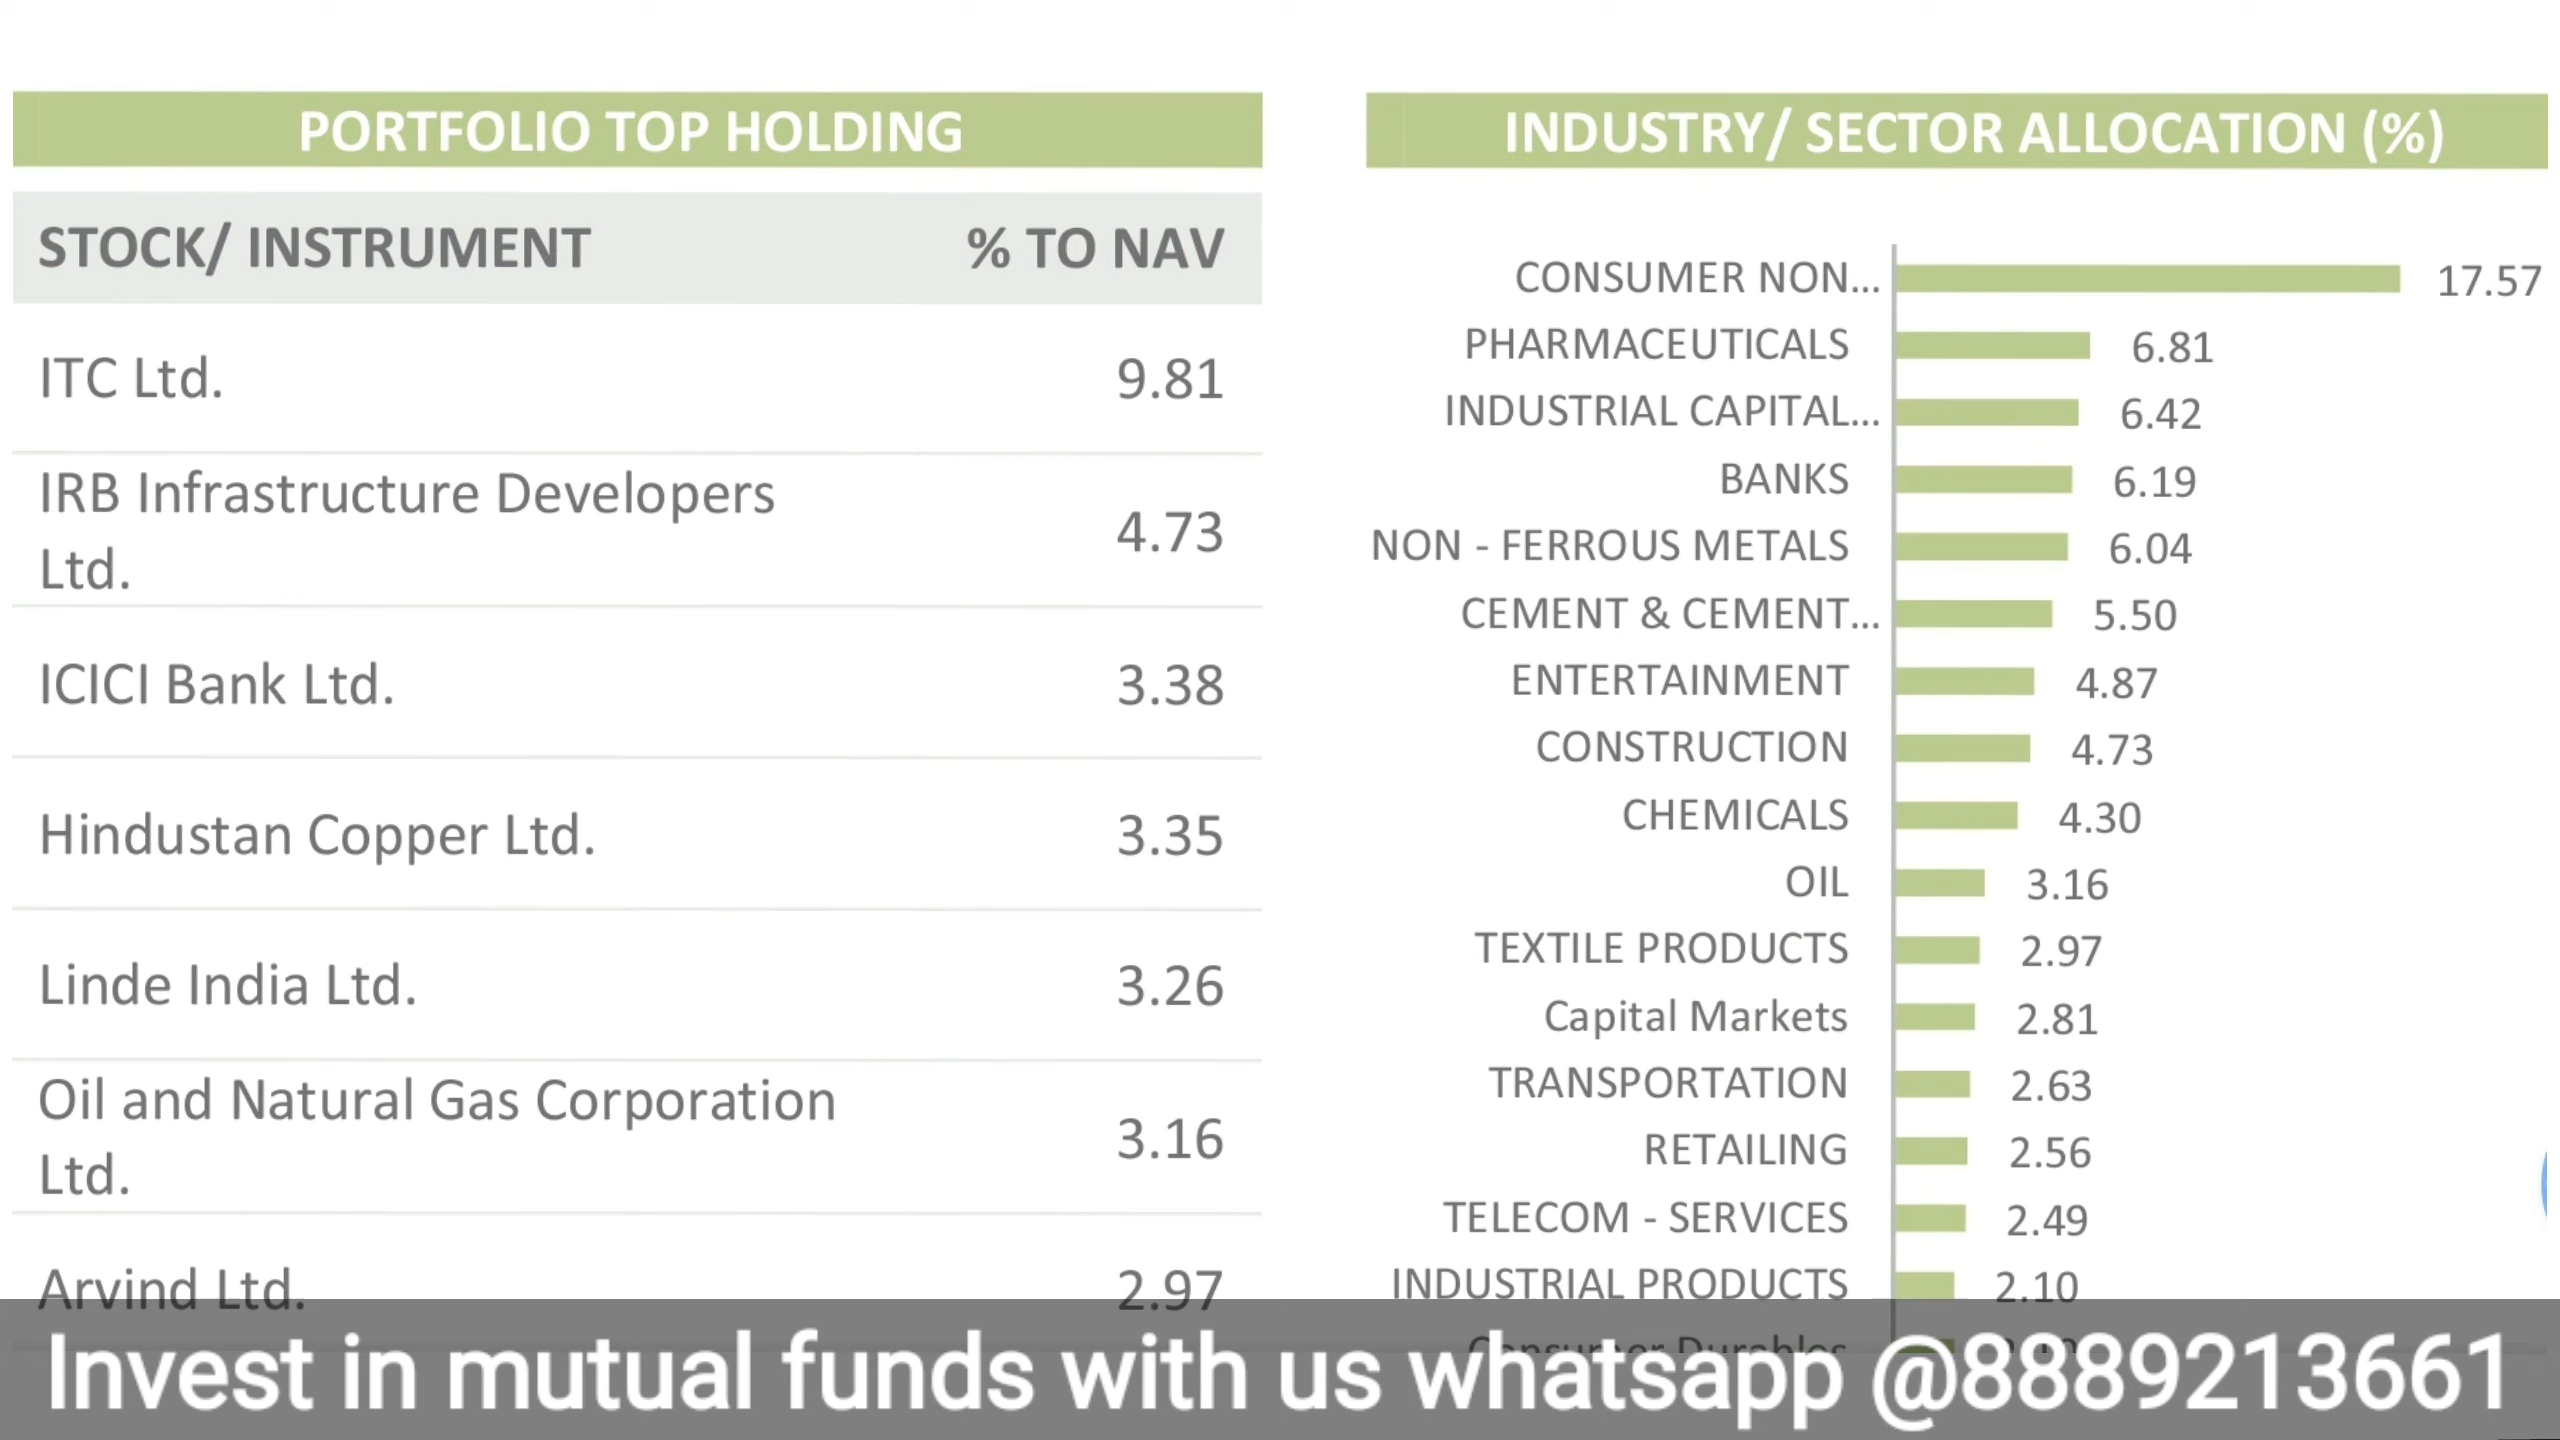 PORTFOLIO TOP HOLDING
STOCK/ INSTRUMENT % TO NAV
ITC Ltd. 9.81
IRB Infrastructure Developers
Ltd. 4.73
ICICI Bank Ltd. 3.38
Hindustan Copper Ltd. 3.35
Linde India Ltd. 3.26
Oil and Natural Gas Corporation
Ltd. 3.16
Arvind Ltd. 2.97
INDUSTRY/ SECTOR ALLOCATION (%)
CONSUMER NON... 17.57
PHARMACEUTICALS 6.81
INDUSTRIAL CAPITAL... 6.42
BANKS 6.19
NON - FERROUS METALS 6.04
CEMENT & CEMENT... 5.50
ENTERTAINMENT 4.87
CONSTRUCTION 4.73
CHEMICALS 4.30
OIL 3.16
TEXTILE PRODUCTS 2.97
Capital Markets 2.81
TRANSPORTATION 2.63
RETAILING 2.56
TELECOM - SERVICES 2.49
INDUSTRIAL PRODUCTS 2.10
Consumer Durables
Invest in mutual funds with us whatsapp @8889213661